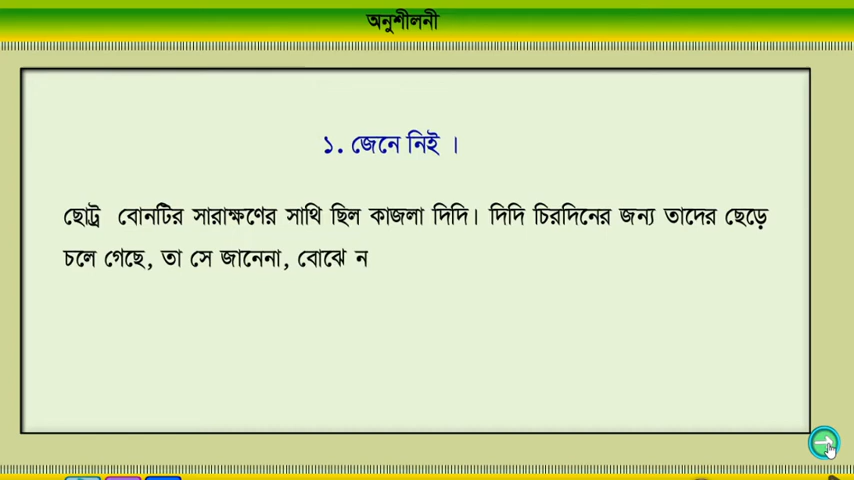 অনুশীলনী
১. জেনে নিই ।
ছোট্র বোনটির সারাক্ষণের সাথি ছিল কাজলা দিদি। দিদি চিরদিনের জন্য তাদের ছেড়ে
চলে গেছে, তা সে জানেনা, বোঝে ন